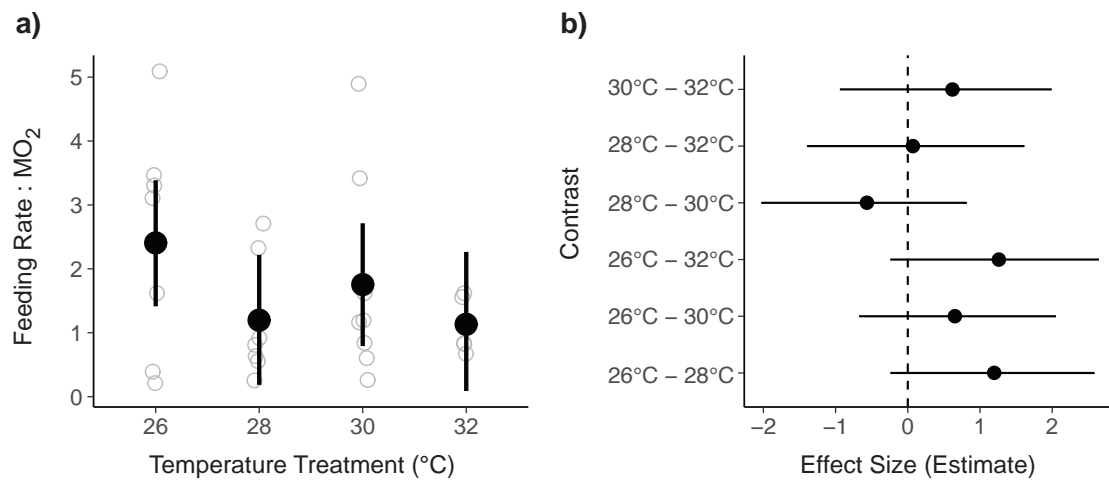 a)
Feeding Rate : MO2
5
4
3
2
1
0
26
28
30
32
Temperature Treatment (°C)
b)
Contrast
30°C – 32°C
28°C – 32°C
28°C – 30°C
26°C – 32°C
26°C – 30°C
26°C – 28°C
−2
−1
0
1
2
Effect Size (Estimate)